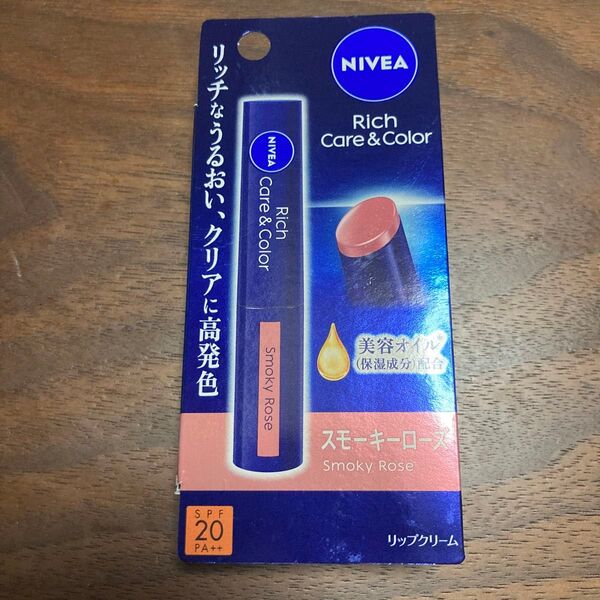 リッチなうるおい、クリアに高発色
NIVEA
Rich
Care & Color
NIVEA
Rich
Care & Color
Smoky Rose
美容オイル
(保湿成分)配合
スモーキーローズ
Smoky Rose
SPF
20
PA++
リップクリーム